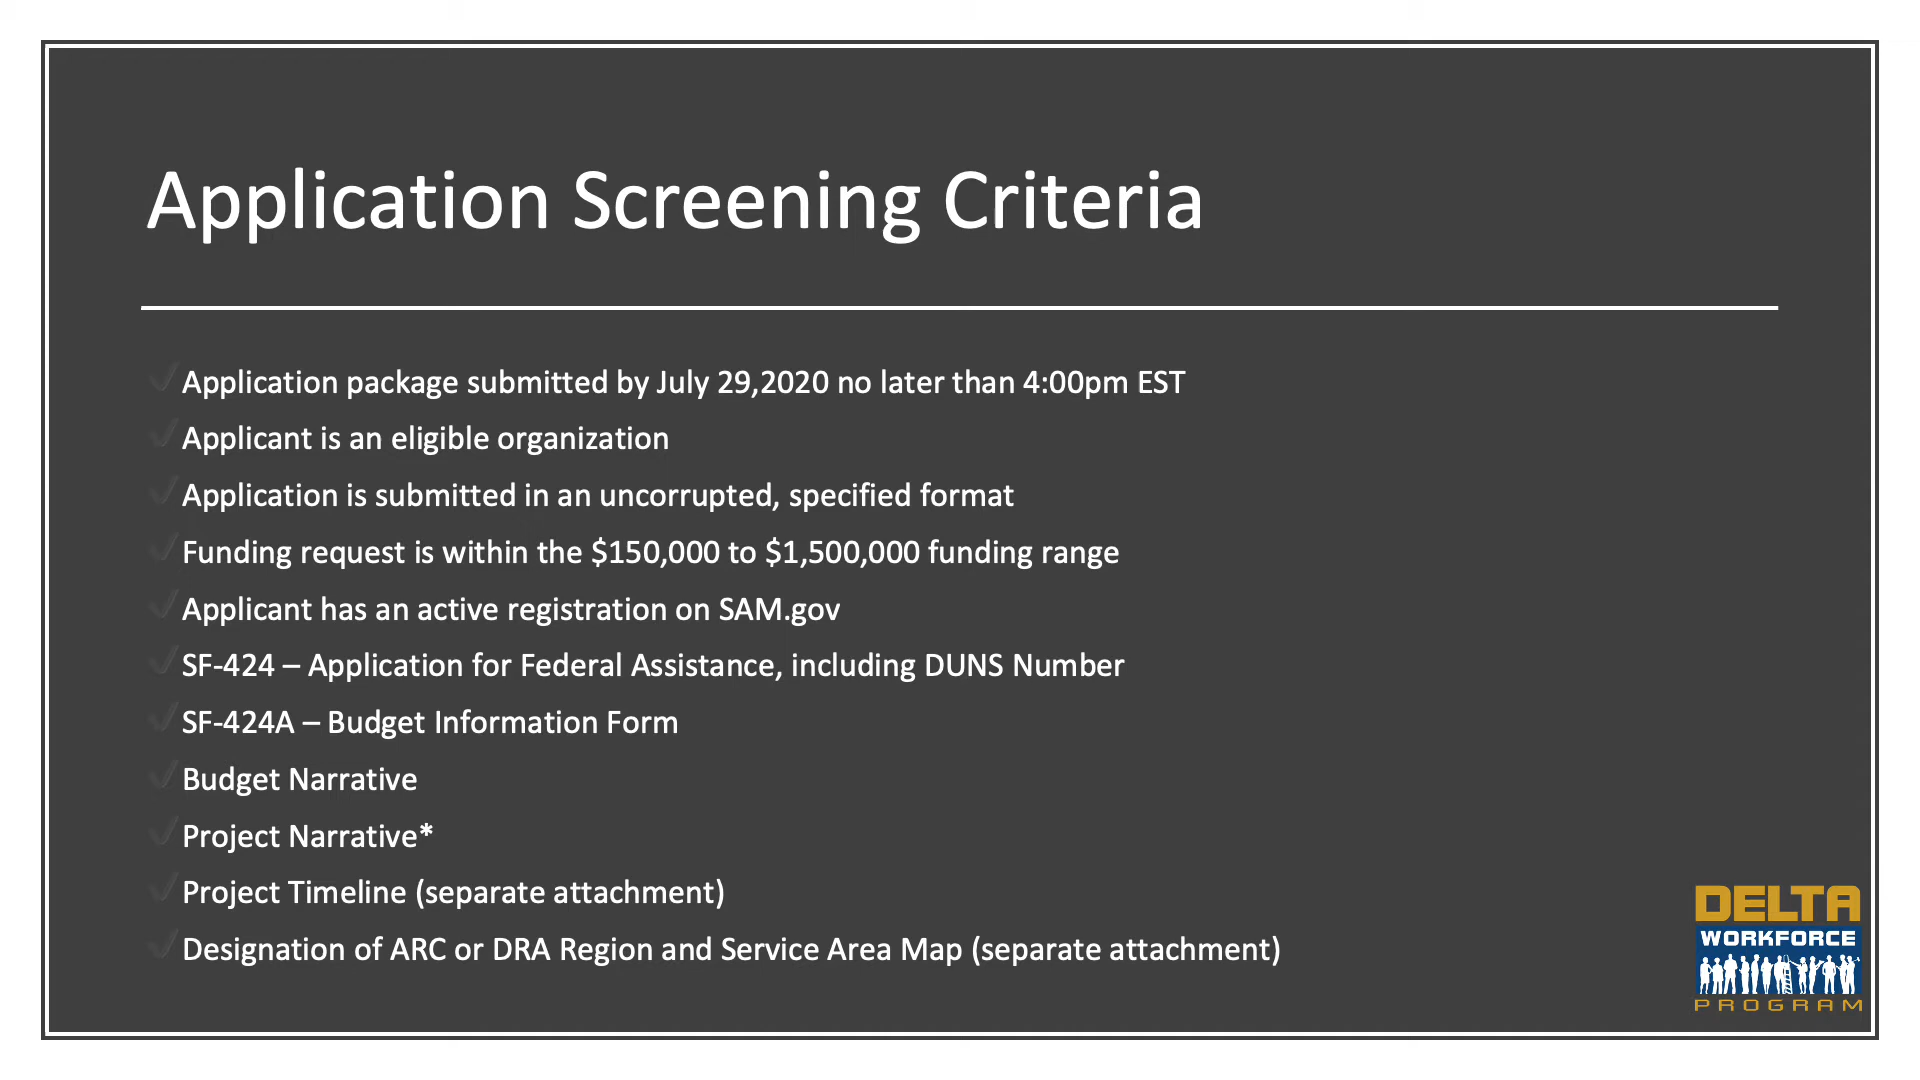 Application Screening Criteria
Application package submitted by July 29,2020 no later than 4:00pm EST
Applicant is an eligible organization
Application is submitted in an uncorrupted, specified format
Funding request is within the $150,000 to $1,500,000 funding range
Applicant has an active registration on SAM.gov
SF-424 – Application for Federal Assistance, including DUNS Number
SF-424A – Budget Information Form
Budget Narrative
Project Narrative*
Project Timeline (separate attachment)
Designation of ARC or DRA Region and Service Area Map (separate attachment)
DELTA
WORKFORCE
PROGRAM